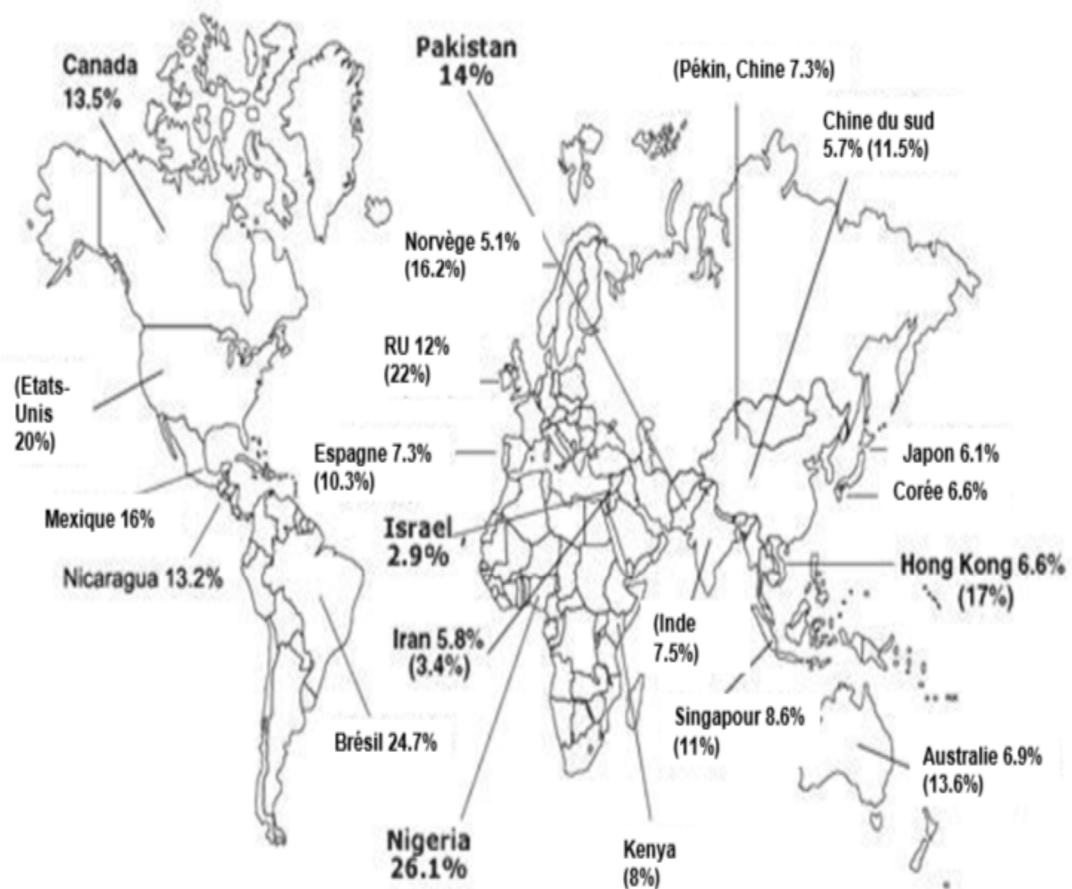 Canada
13.5%
Pakistan
14%
(Pékin, Chine 7.3%)
Chine du sud
5.7% (11.5%)
Norvège 5.1%
(16.2%)
RU 12%
(22%)
(Etats-
Unis
20%)
Espagne 7.3%
(10.3%)
Japon 6.1%
Corée 6.6%
Mexique 16%
Israel
2.9%
Hong Kong 6.6%
(17%)
Nicaragua 13.2%
Iran 5.8%
(3.4%)
(Inde
7.5%)
Singapour 8.6%
(11%)
Brésil 24.7%
Australie 6.9%
(13.6%)
Nigeria
26.1%
Kenya
(8%)